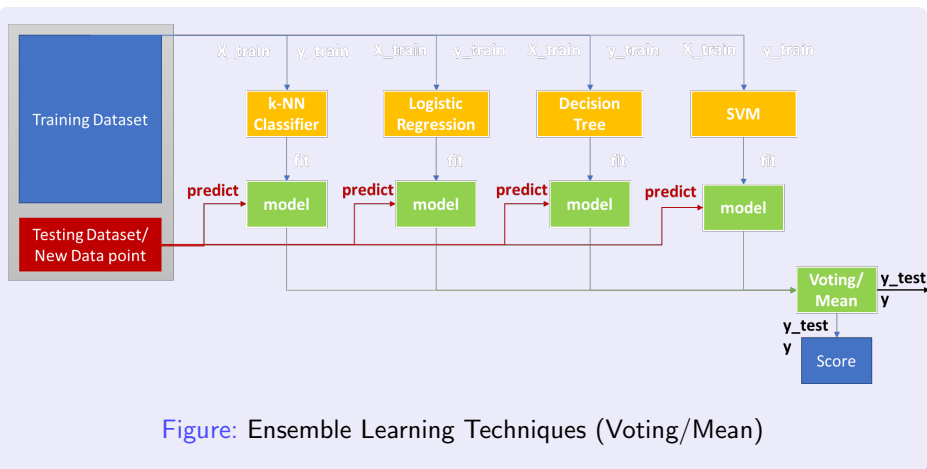 X_train y_train X_train y_train X_train y_train X_train y_train
Training Dataset
k-NN
Classifier
Logistic
Regression
Decision
Tree
SVM
fit fit fit fit
predict predict predict predict
model model model model
Testing Dataset/
New Data point
Voting/
Mean
y_test
y
y_test
y
Score
Figure: Ensemble Learning Techniques (Voting/Mean)